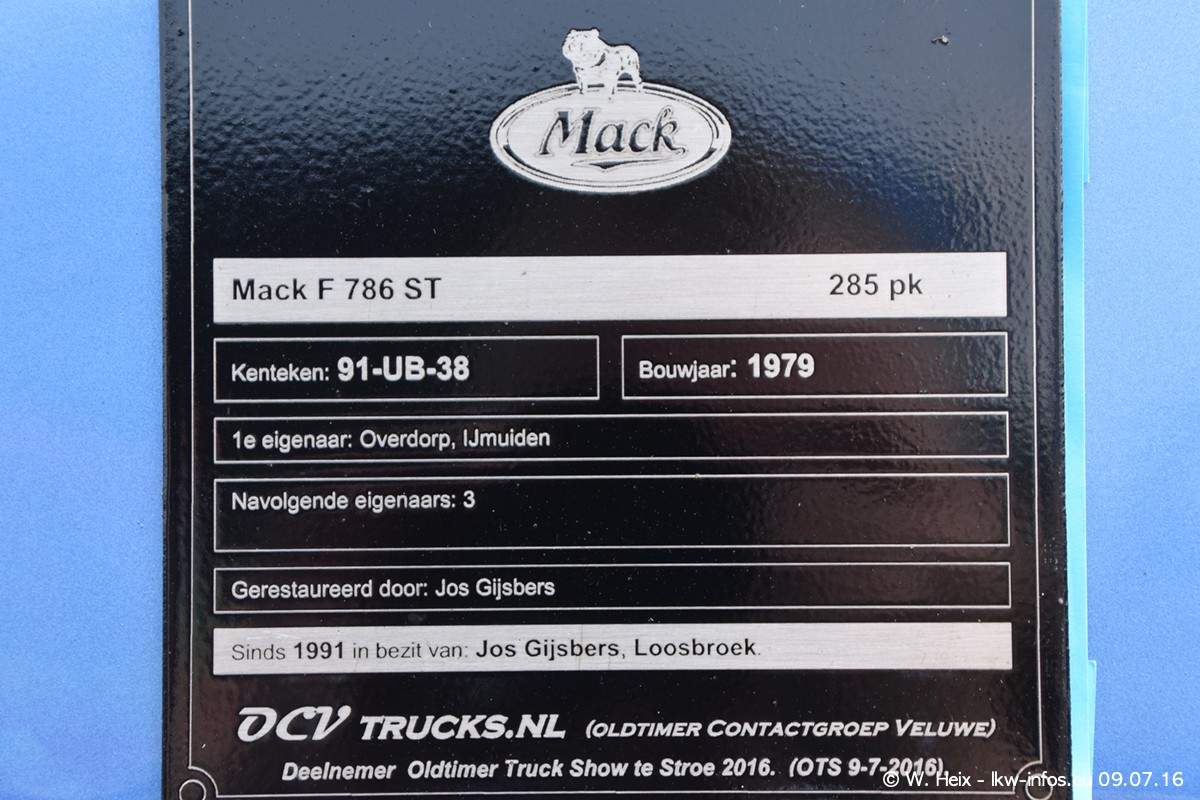 Mack
Mack F 786 ST 285 pk
Kenteken: 91-UB-38 Bouwjaar: 1979
1e eigenaar: Overdorp, IJmuiden
Navolgende eigenaars: 3
Gerestaureerd door: Jos Gijsbers
Sinds 1991 in bezit van: Jos Gijsbers, Loosbroek.
OCV TRUCKS.NL (OLDTIMER CONTACTGROEP VELUWE)
Deelnemer Oldtimer Truck Show te Stroe 2016. (OTS 9-7-2016)
© W. Heix - lkw-infos.eu 09.07.16